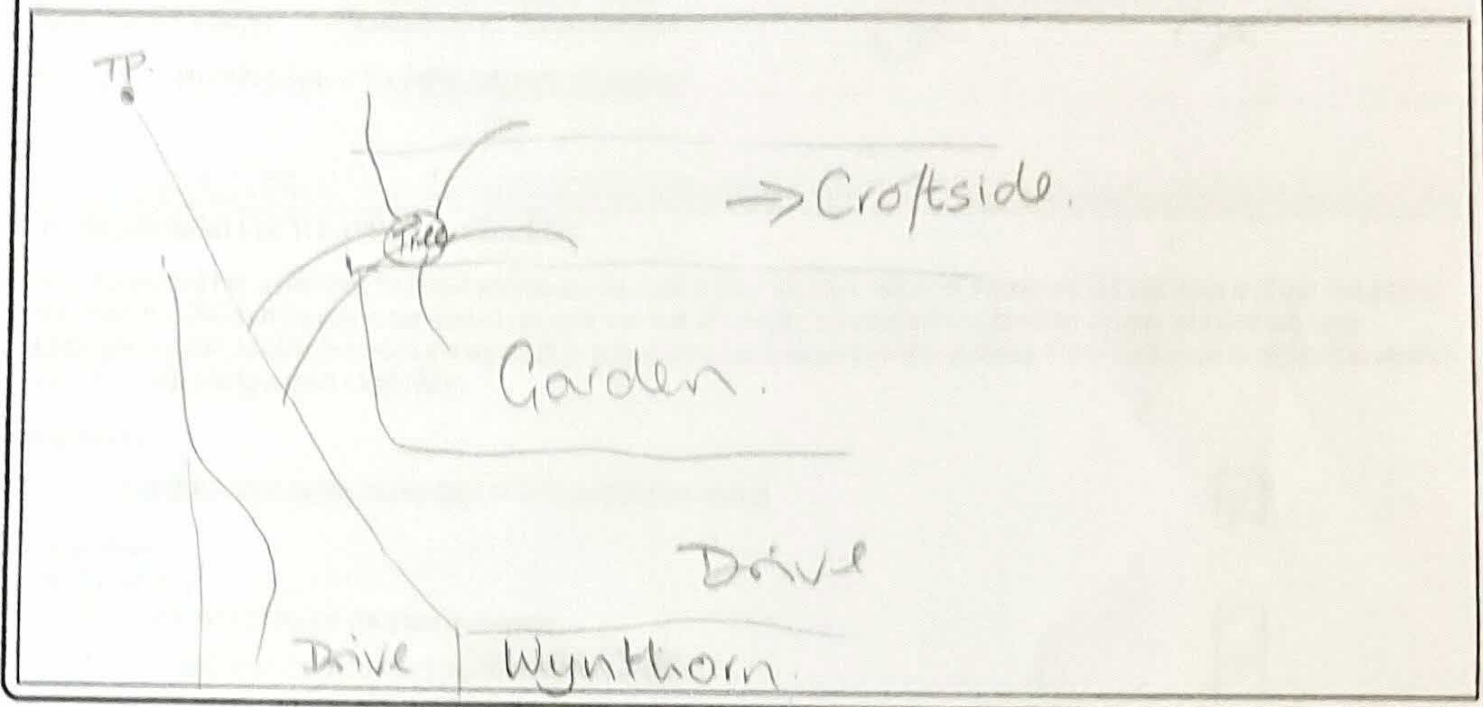 TP.
→ Croftside.
Tree
Garden.
Drive
Drive
Wynthorn.